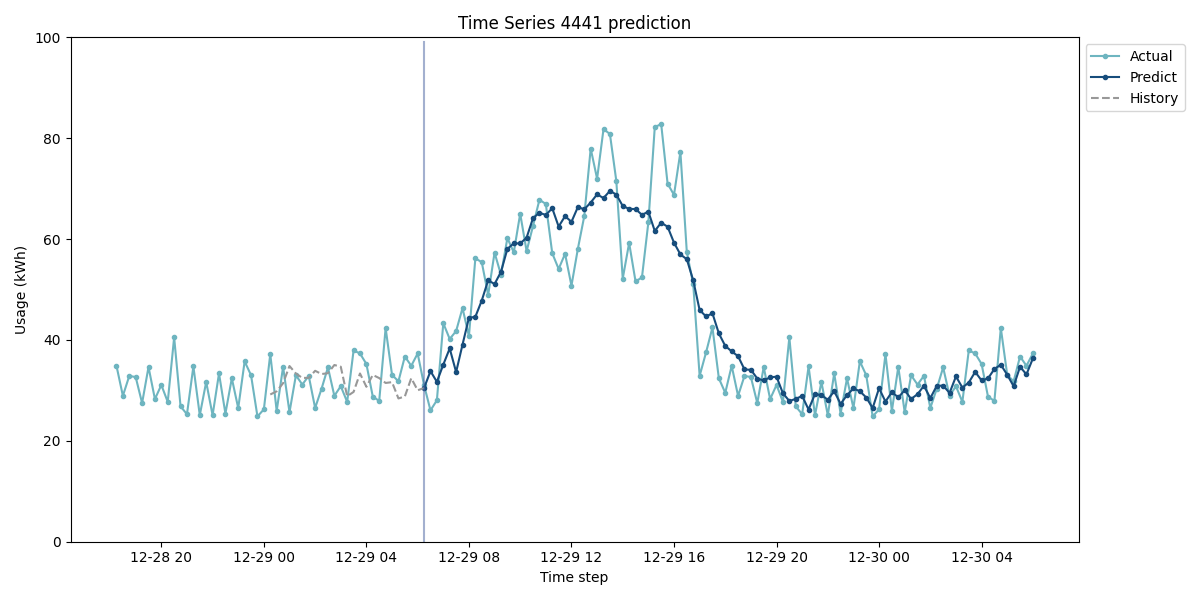 Time Series 4441 prediction
100
80
60
40
20
0
Usage (kWh)
12-28 20
12-29 00
12-29 04
12-29 08
12-29 12
12-29 16
12-29 20
12-30 00
12-30 04
Time step
Actual
Predict
History